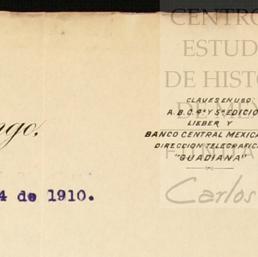 CENTRO
ESTUD
DE HISTO
CLAVES EN USO
A.B.C. 4ª Y 5ª EDICIO
LIEBER Y
BANCO CENTRAL MEXICA
DIRECCION TELEGRAFIC
"GUADIANA"
ngo.
Carlos
4 de 1910.